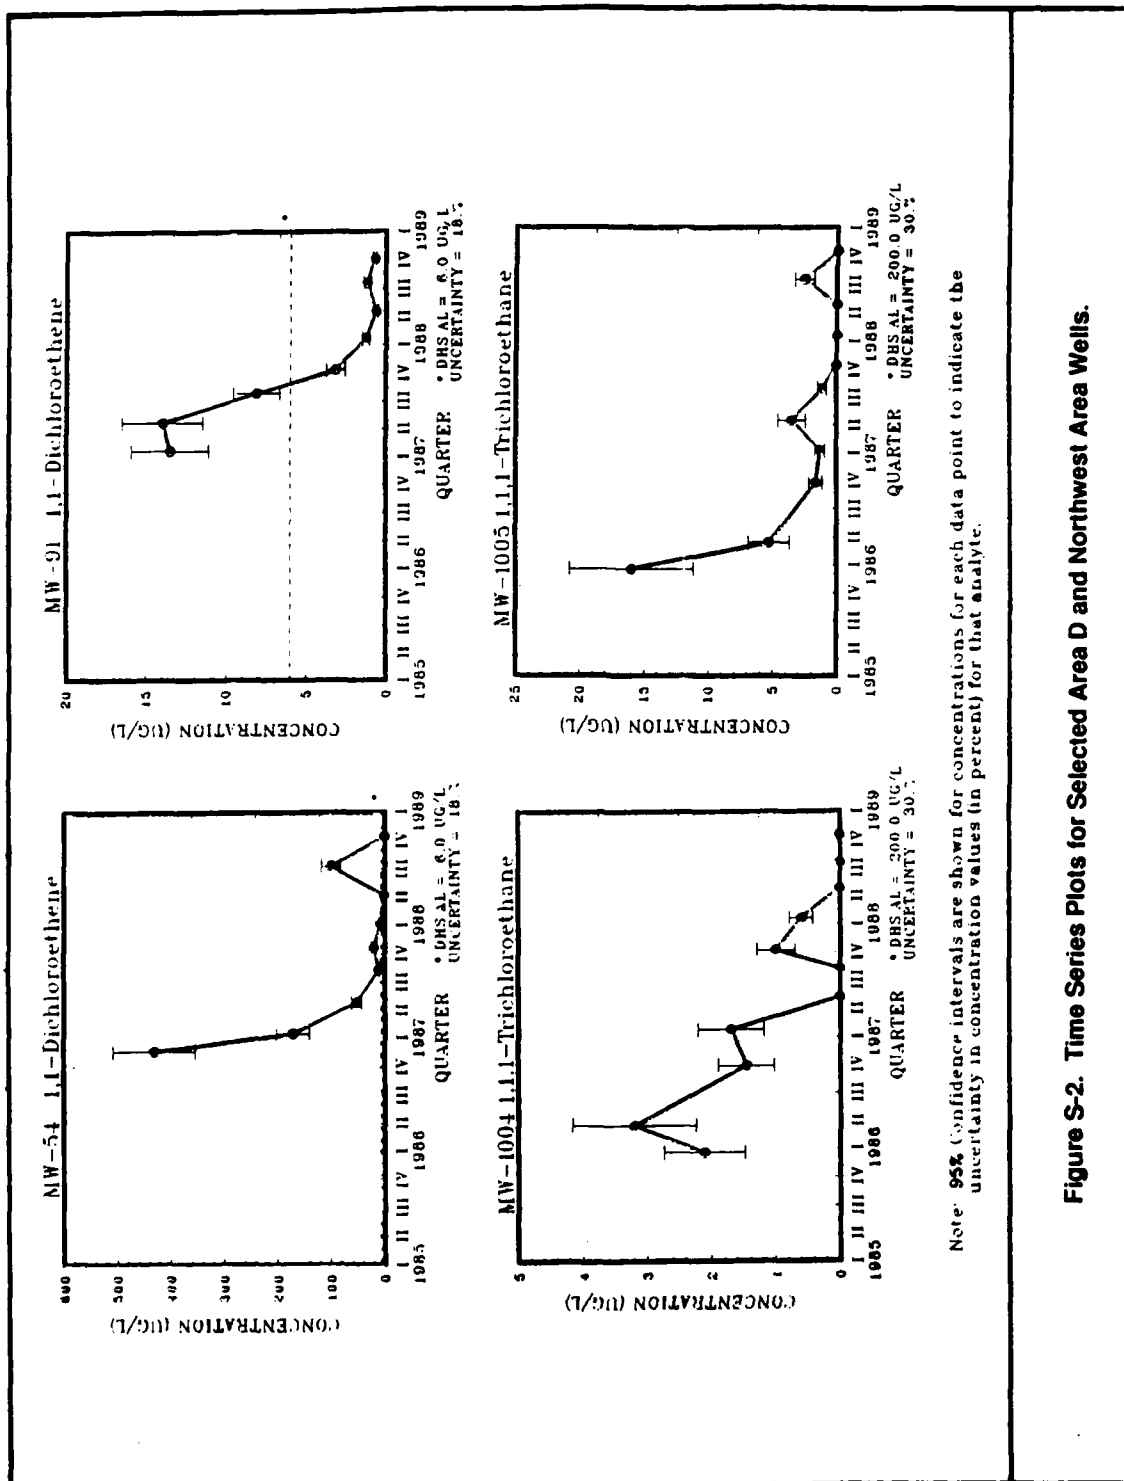 MW-54 1,1-Dichloroethene
CONCENTRATION (UG/L)
600
500
400
300
200
100
0
I II III IV I II III IV I II III IV I II III IV I
1985 1986 1987 1988 1989
QUARTER
* DHS AL = 6.0 UG/L
UNCERTAINTY = 18.%
MW-91 1,1-Dichloroethene
CONCENTRATION (UG/L)
20
15
10
5
0
I II III IV I II III IV I II III IV I II III IV I
1985 1986 1987 1988 1989
QUARTER
* DHS AL = 6.0 UG/L
UNCERTAINTY = 18.%
MW-1004 1,1,1-Trichloroethane
CONCENTRATION (UG/L)
5
4
3
2
1
0
I II III IV I II III IV I II III IV I II III IV I
1985 1986 1987 1988 1989
QUARTER
* DHS AL = 200.0 UG/L
UNCERTAINTY = 30.%
MW-1005 1,1,1-Trichloroethane
CONCENTRATION (UG/L)
25
20
15
10
5
0
I II III IV I II III IV I II III IV I II III IV I
1985 1986 1987 1988 1989
QUARTER
* DHS AL = 200.0 UG/L
UNCERTAINTY = 30.%
Note: 95% Confidence intervals are shown for concentrations for each data point to indicate the
uncertainty in concentration values (in percent) for that analyte.
Figure S-2. Time Series Plots for Selected Area D and Northwest Area Wells.